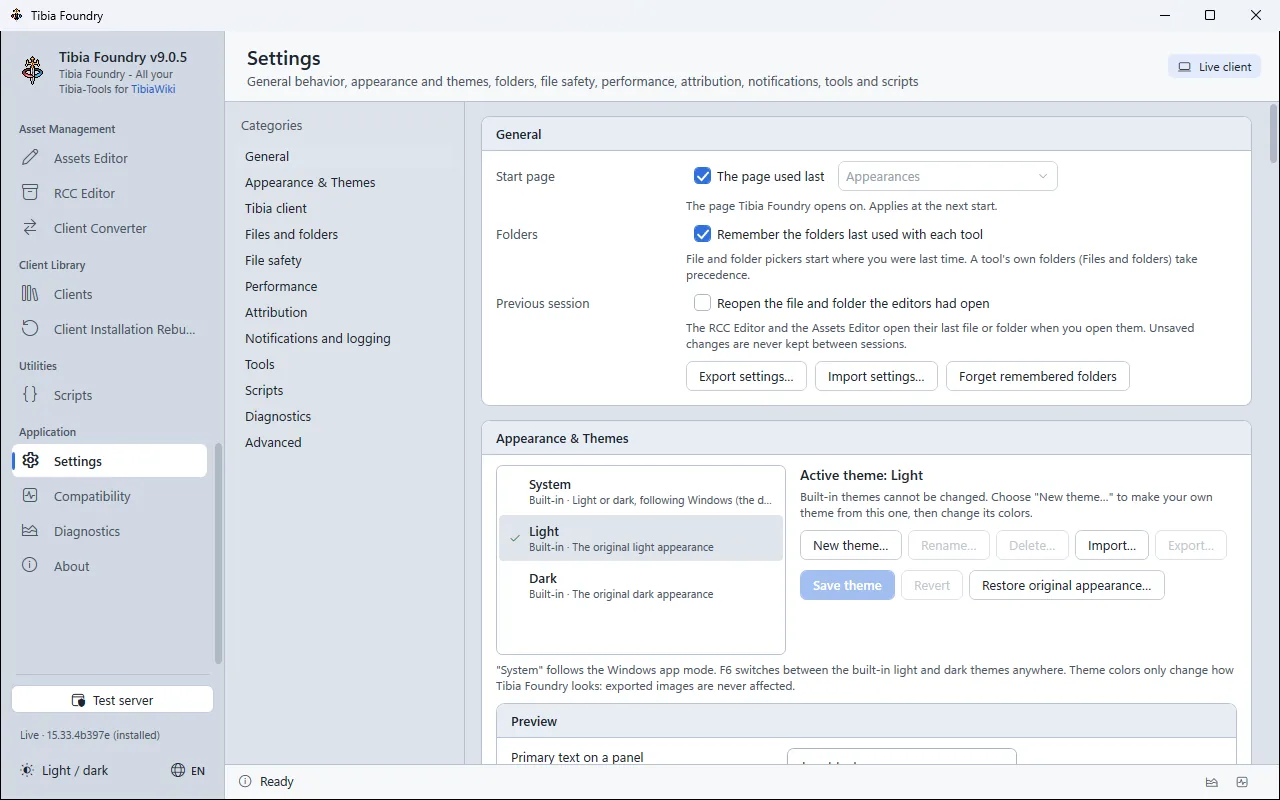 Tibia Foundry
Tibia Foundry v9.0.5
Tibia Foundry - All your
Tibia-Tools for TibiaWiki
Asset Management
Assets Editor
RCC Editor
Client Converter
Client Library
Clients
Client Installation Rebu...
Utilities
Scripts
Application
Settings
Compatibility
Diagnostics
About
Test server
Live · 15.33.4b397e (installed)
Light / dark
EN
Settings
General behavior, appearance and themes, folders, file safety, performance, attribution, notifications, tools and scripts
Live client
Categories
General
Appearance & Themes
Tibia client
Files and folders
File safety
Performance
Attribution
Notifications and logging
Tools
Scripts
Diagnostics
Advanced
General
Start page
The page used last
Appearances
The page Tibia Foundry opens on. Applies at the next start.
Folders
Remember the folders last used with each tool
File and folder pickers start where you were last time. A tool's own folders (Files and folders) take
precedence.
Previous session
Reopen the file and folder the editors had open
The RCC Editor and the Assets Editor open their last file or folder when you open them. Unsaved
changes are never kept between sessions.
Export settings...
Import settings...
Forget remembered folders
Appearance & Themes
System
Built-in · Light or dark, following Windows (the d...
Light
Built-in · The original light appearance
Dark
Built-in · The original dark appearance
Active theme: Light
Built-in themes cannot be changed. Choose "New theme..." to make your own
theme from this one, then change its colors.
New theme...
Rename...
Delete...
Import...
Export...
Save theme
Revert
Restore original appearance...
"System" follows the Windows app mode. F6 switches between the built-in light and dark themes anywhere. Theme colors only change how
Tibia Foundry looks: exported images are never affected.
Preview
Primary text on a panel
Ready